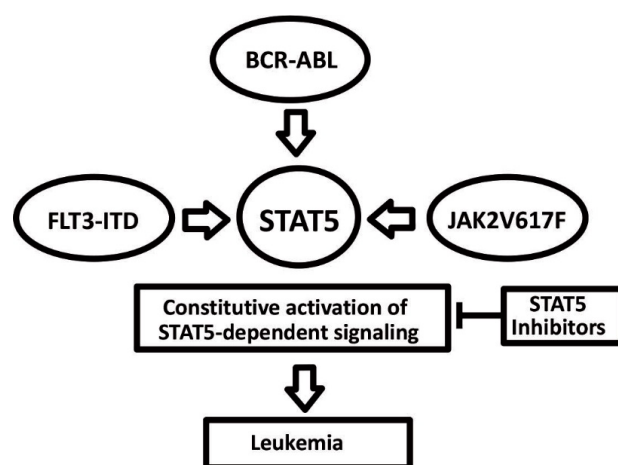 BCR-ABL
FLT3-ITD
STAT5
JAK2V617F
Constitutive activation of
STAT5-dependent signaling
STAT5
Inhibitors
Leukemia